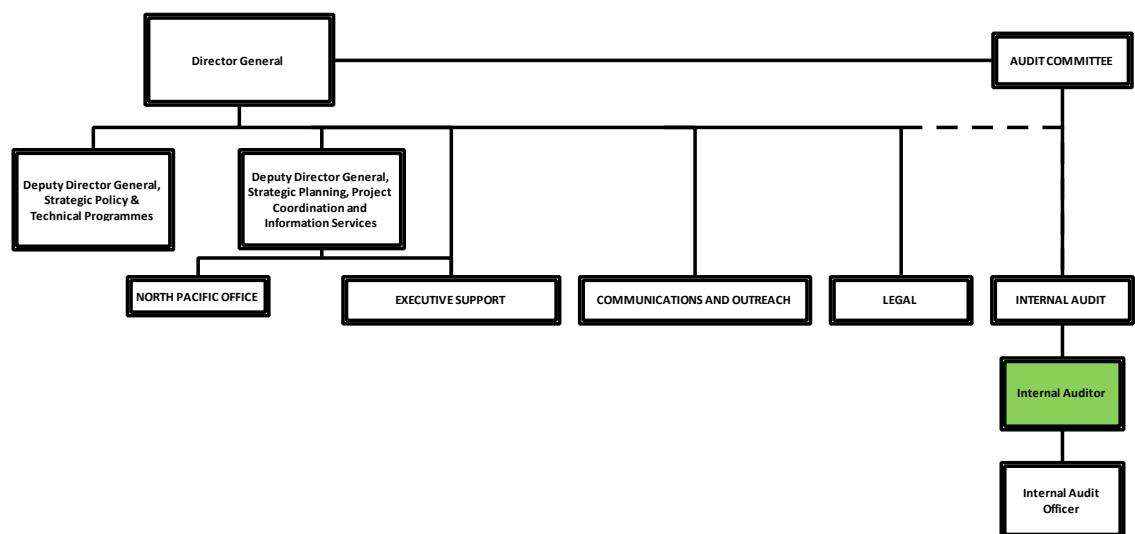 Director General
AUDIT COMMITTEE
Deputy Director General,
Strategic Policy &
Technical Programmes
Deputy Director General,
Strategic Planning, Project
Coordination and
Information Services
NORTH PACIFIC OFFICE
EXECUTIVE SUPPORT
COMMUNICATIONS AND OUTREACH
LEGAL
INTERNAL AUDIT
Internal Auditor
Internal Audit
Officer